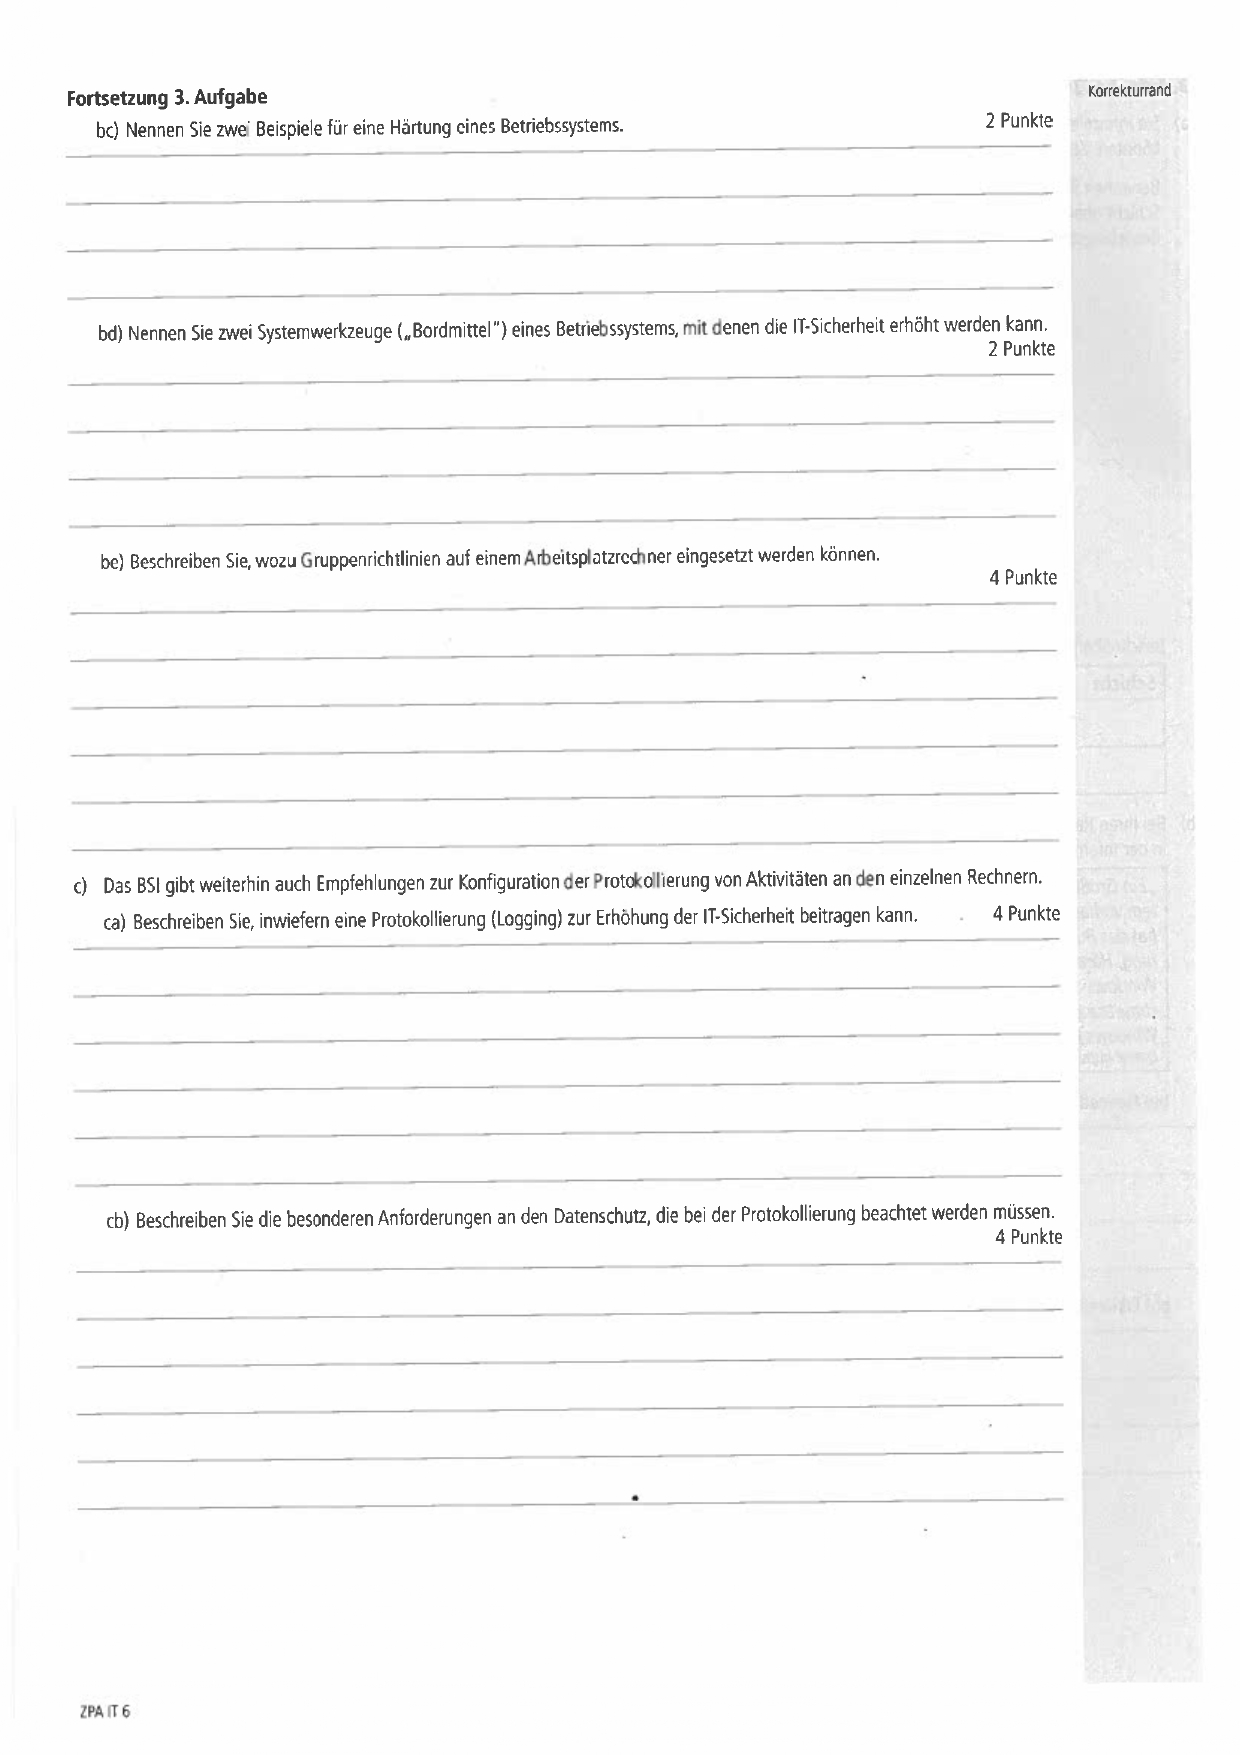 Korrekturrand
Fortsetzung 3. Aufgabe
bc) Nennen Sie zwei Beispiele für eine Härtung eines Betriebssystems. 2 Punkte
bd) Nennen Sie zwei Systemwerkzeuge („Bordmittel") eines Betriebssystems, mit denen die IT-Sicherheit erhöht werden kann.
2 Punkte
be) Beschreiben Sie, wozu Gruppenrichtlinien auf einem Arbeitsplatzrechner eingesetzt werden können.
4 Punkte
c) Das BSI gibt weiterhin auch Empfehlungen zur Konfiguration der Protokollierung von Aktivitäten an den einzelnen Rechnern.
ca) Beschreiben Sie, inwiefern eine Protokollierung (Logging) zur Erhöhung der IT-Sicherheit beitragen kann. 4 Punkte
cb) Beschreiben Sie die besonderen Anforderungen an den Datenschutz, die bei der Protokollierung beachtet werden müssen.
4 Punkte
ZPA IT 6